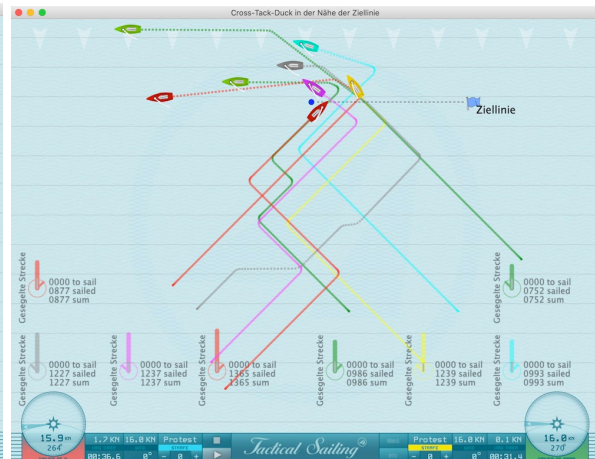 Cross-Tack-Duck in der Nähe der Ziellinie
Ziellinie
Gesegelte Strecke
0000 to sail
0877 sailed
0877 sum
Gesegelte Strecke
0000 to sail
0752 sailed
0752 sum
Gesegelte Strecke
0000 to sail
1227 sailed
1227 sum
Gesegelte Strecke
0000 to sail
1237 sailed
1237 sum
Gesegelte Strecke
0000 to sail
1365 sailed
1365 sum
Gesegelte Strecke
0000 to sail
0986 sailed
0986 sum
Gesegelte Strecke
0000 to sail
1239 sailed
1239 sum
Gesegelte Strecke
0000 to sail
0993 sailed
0993 sum
15.9 KN
264°
1.7 KN 16.0 KN Protest
00:36.6 0° - 0 +
Tactical Sailing
Protest 16.0 KN 0.1 KN
- 0 + 0° 00:31.4
16.0 KN
270°